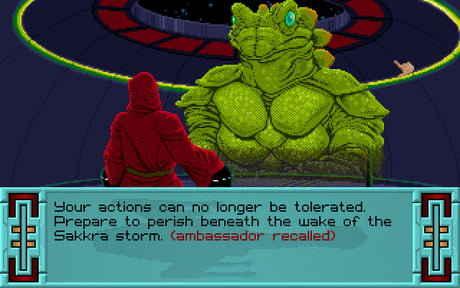 Your actions can no longer be tolerated.
Prepare to perish beneath the wake of the
Sakkra storm. (ambassador recalled)